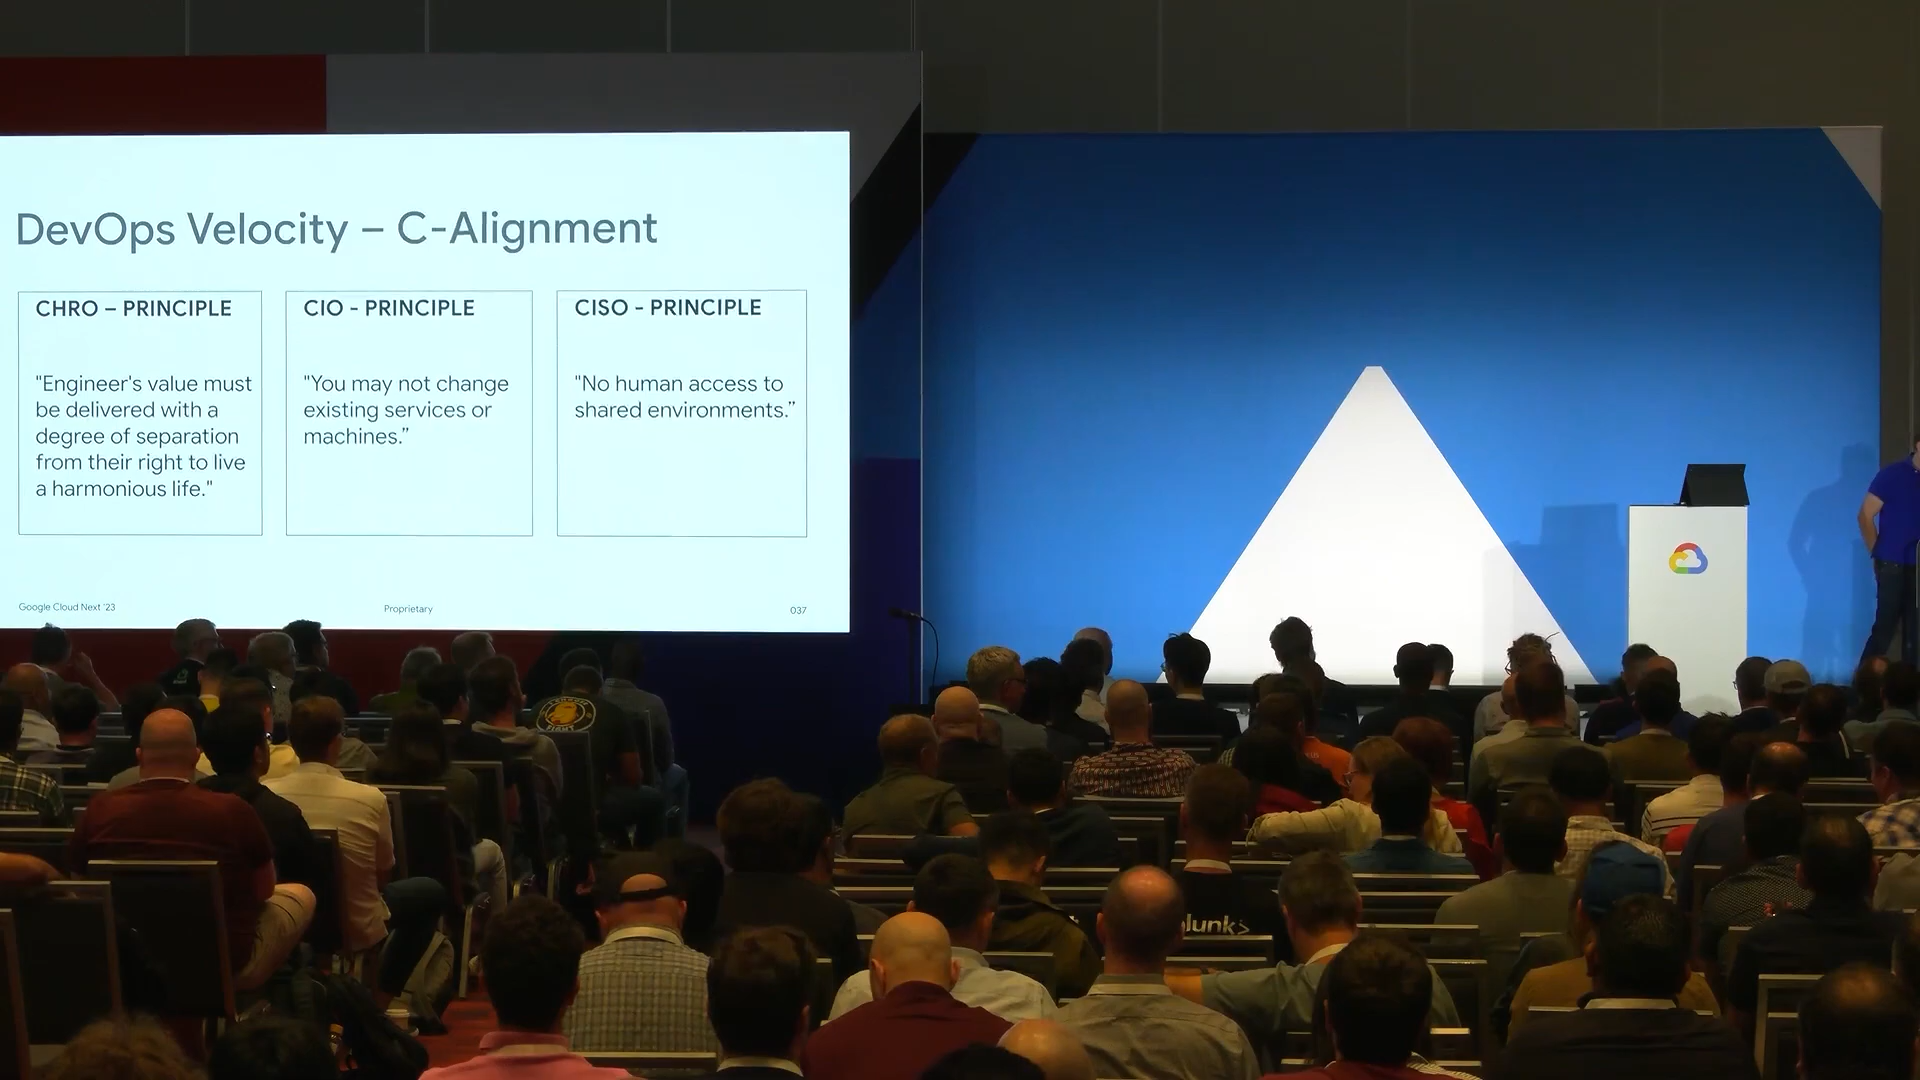 DevOps Velocity – C-Alignment
CHRO – PRINCIPLE
"Engineer's value must
be delivered with a
degree of separation
from their right to live
a harmonious life."
CIO - PRINCIPLE
"You may not change
existing services or
machines.”
CISO - PRINCIPLE
"No human access to
shared environments.”
Google Cloud Next '23
Proprietary
037
lunk>